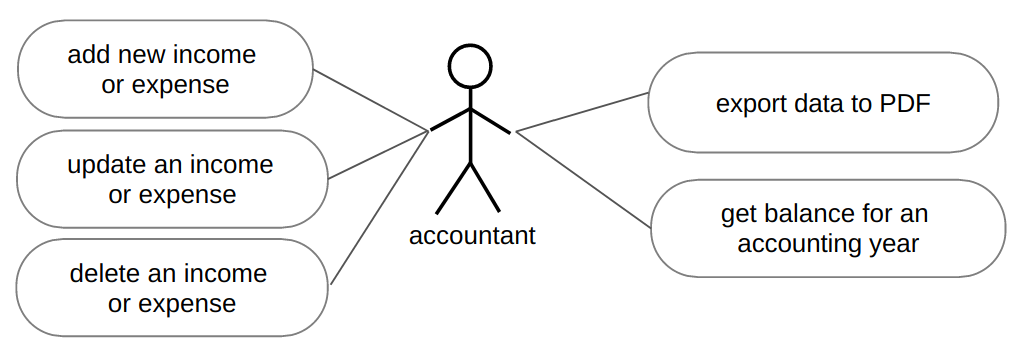 add new income
or expense
update an income
or expense
delete an income
or expense
accountant
export data to PDF
get balance for an
accounting year